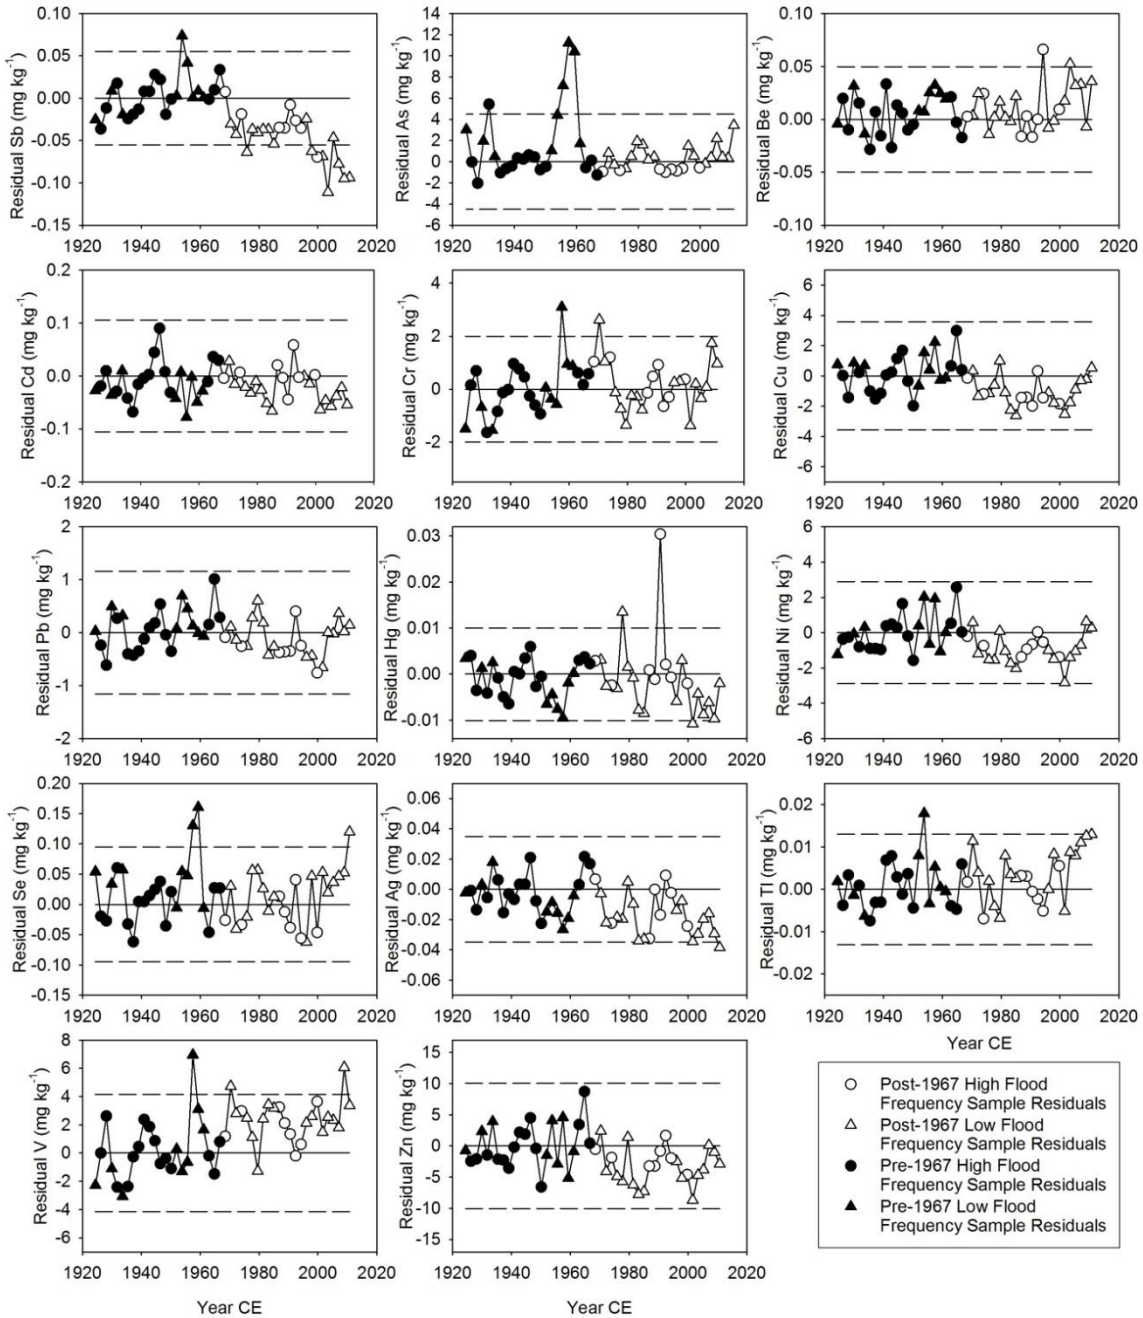 0.10
0.05
0.00
-0.05
-0.10
-0.15
Residual Sb (mg kg⁻¹)
1920 1940 1960 1980 2000 2020
14
12
10
8
6
4
2
0
-2
-4
-6
Residual As (mg kg⁻¹)
1920 1940 1960 1980 2000
0.10
0.05
0.00
-0.05
-0.10
Residual Be (mg kg⁻¹)
1920 1940 1960 1980 2000 2020
0.2
0.1
0.0
-0.1
-0.2
Residual Cd (mg kg⁻¹)
1920 1940 1960 1980 2000 2020
4
2
0
-2
Residual Cr (mg kg⁻¹)
1920 1940 1960 1980 2000
6
4
2
0
-2
-4
-6
Residual Cu (mg kg⁻¹)
1920 1940 1960 1980 2000 2020
2
1
0
-1
-2
Residual Pb (mg kg⁻¹)
1920 1940 1960 1980 2000 2020
0.03
0.02
0.01
0.00
-0.01
Residual Hg (mg kg⁻¹)
1920 1940 1960 1980 2000
6
4
2
0
-2
-4
-6
Residual Ni (mg kg⁻¹)
1920 1940 1960 1980 2000 2020
0.20
0.15
0.10
0.05
0.00
-0.05
-0.10
-0.15
Residual Se (mg kg⁻¹)
1920 1940 1960 1980 2000 2020
0.06
0.04
0.02
0.00
-0.02
-0.04
-0.06
Residual Ag (mg kg⁻¹)
1920 1940 1960 1980 2000
0.02
0.01
0.00
-0.01
-0.02
Residual Tl (mg kg⁻¹)
1920 1940 1960 1980 2000 2020
Year CE
8
6
4
2
0
-2
-4
-6
Residual V (mg kg⁻¹)
1920 1940 1960 1980 2000 2020
Year CE
15
10
5
0
-5
-10
-15
Residual Zn (mg kg⁻¹)
1920 1940 1960 1980 2000
Year CE
Post-1967 High Flood
Frequency Sample Residuals
Post-1967 Low Flood
Frequency Sample Residuals
Pre-1967 High Flood
Frequency Sample Residuals
Pre-1967 Low Flood
Frequency Sample Residuals